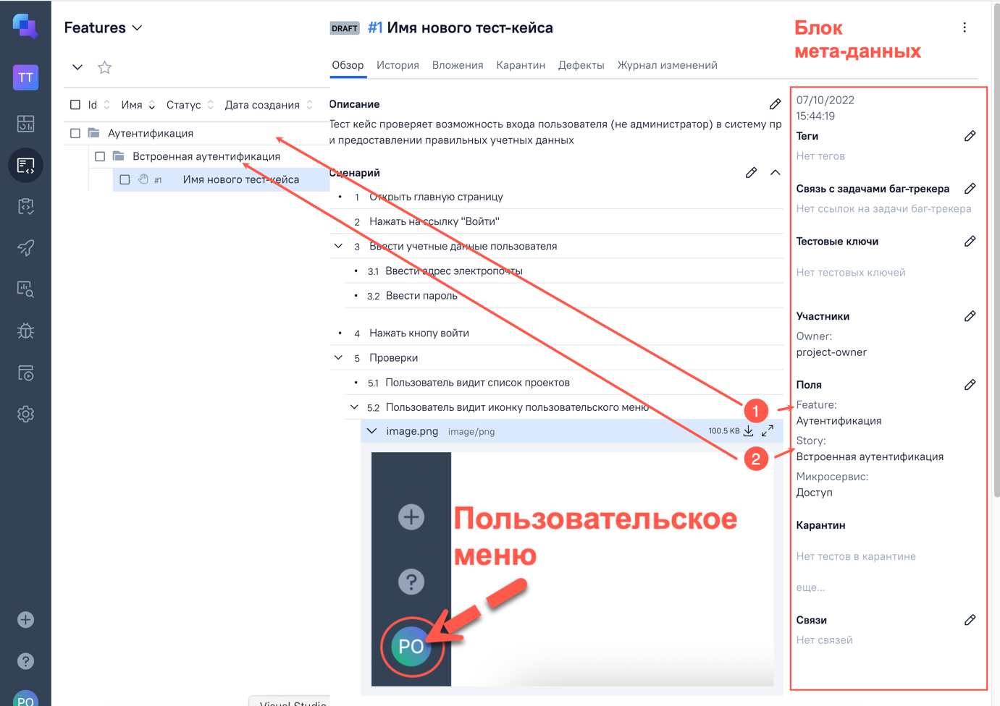 TT
PO
Features
Id
Имя
Статус
Дата создания
Аутентификация
Встроенная аутентификация
#1
Имя нового тест-кейса
DRAFT #1 Имя нового тест-кейса
Обзор
История
Вложения
Карантин
Дефекты
Журнал изменений
Описание
Тест кейс проверяет возможность входа пользователя (не администратор) в систему пр
и предоставлении правильных учетных данных
Сценарий
1 Открыть главную страницу
2 Нажать на ссылку "Войти"
3 Ввести учетные данные пользователя
3.1 Ввести адрес электропочты
3.2 Ввести пароль
4 Нажать кнопу войти
5 Проверки
5.1 Пользователь видит список проектов
5.2 Пользователь видит иконку пользовательского меню
image.png image/png 100.5 KB
Пользовательское
меню
?
PO
1
2
Блок
мета-данных
07/10/2022
15:44:19
Теги
Нет тегов
Связь с задачами баг-трекера
Нет ссылок на задачи баг-трекера
Тестовые ключи
Нет тестовых ключей
Участники
Owner:
project-owner
Поля
Feature:
Аутентификация
Story:
Встроенная аутентификация
Микросервис:
Доступ
Карантин
Нет тестов в карантине
еще...
Связи
Нет связей
?
Visual Studio